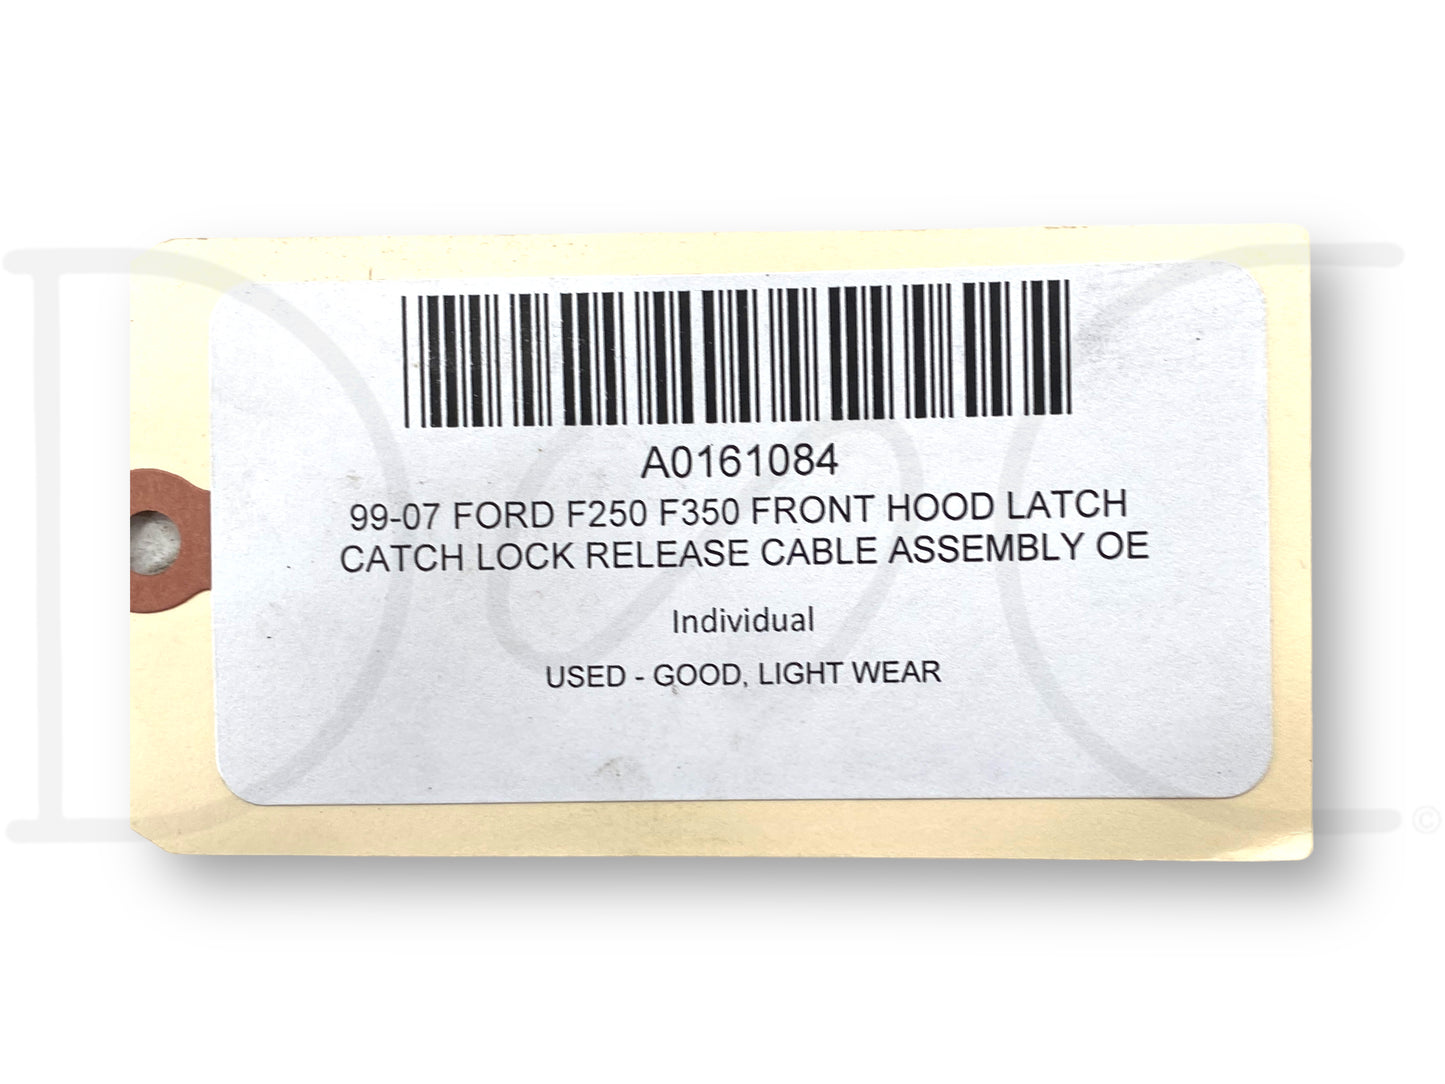 A0161084
99-07 FORD F250 F350 FRONT HOOD LATCH
CATCH LOCK RELEASE CABLE ASSEMBLY OE
Individual
USED - GOOD, LIGHT WEAR
©